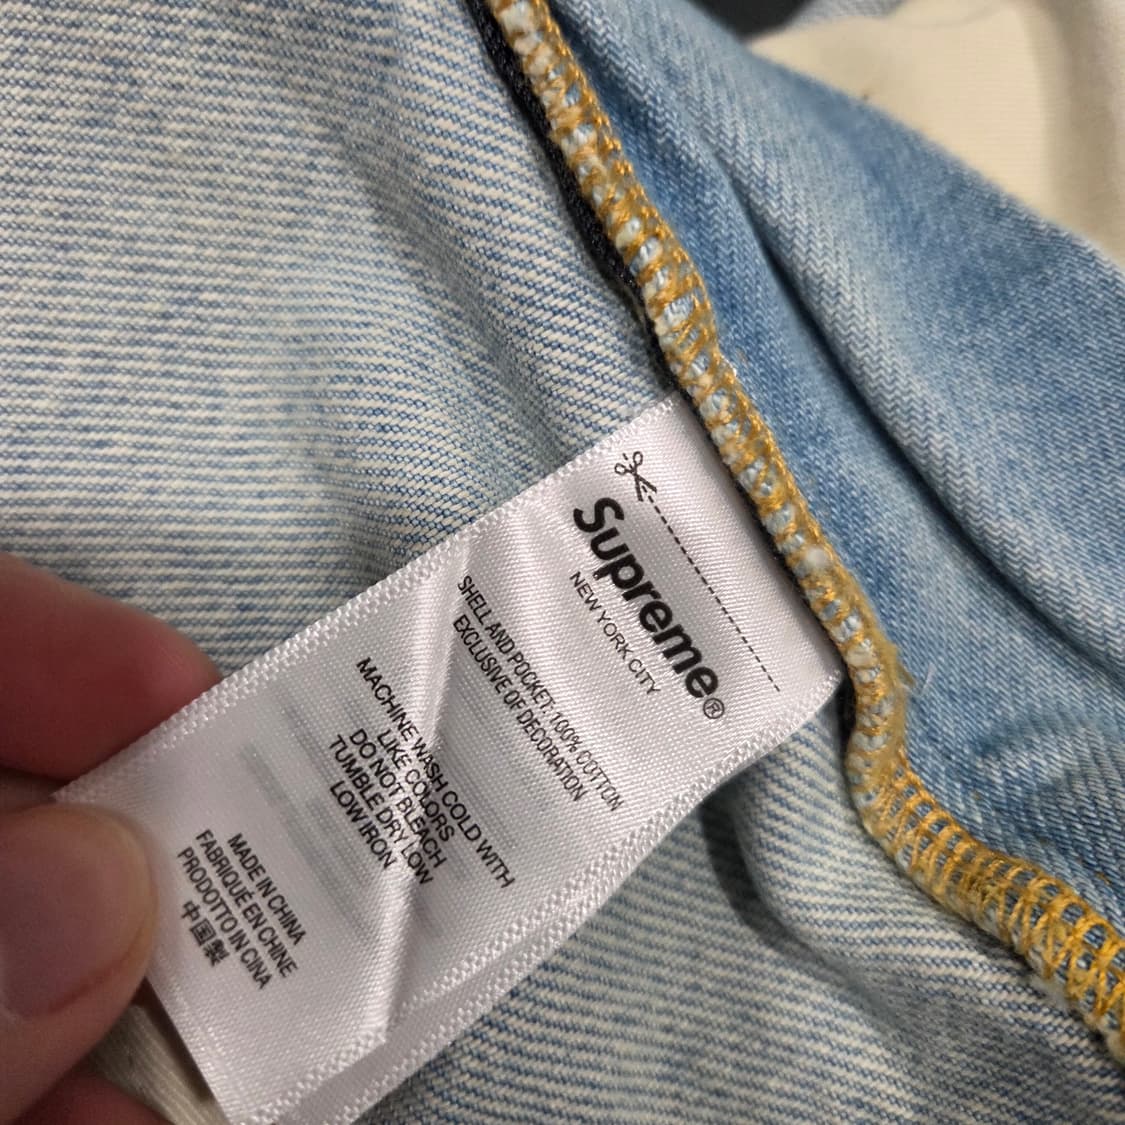 Supreme®
NEW YORK CITY
SHELL AND POCKET: 100% COTTON
EXCLUSIVE OF DECORATION
MACHINE WASH COLD WITH
LIKE COLORS
DO NOT BLEACH
TUMBLE DRY LOW
LOW IRON
MADE IN CHINA
FABRIQUÉ EN CHINE
PRODOTTO IN CINA
中国製